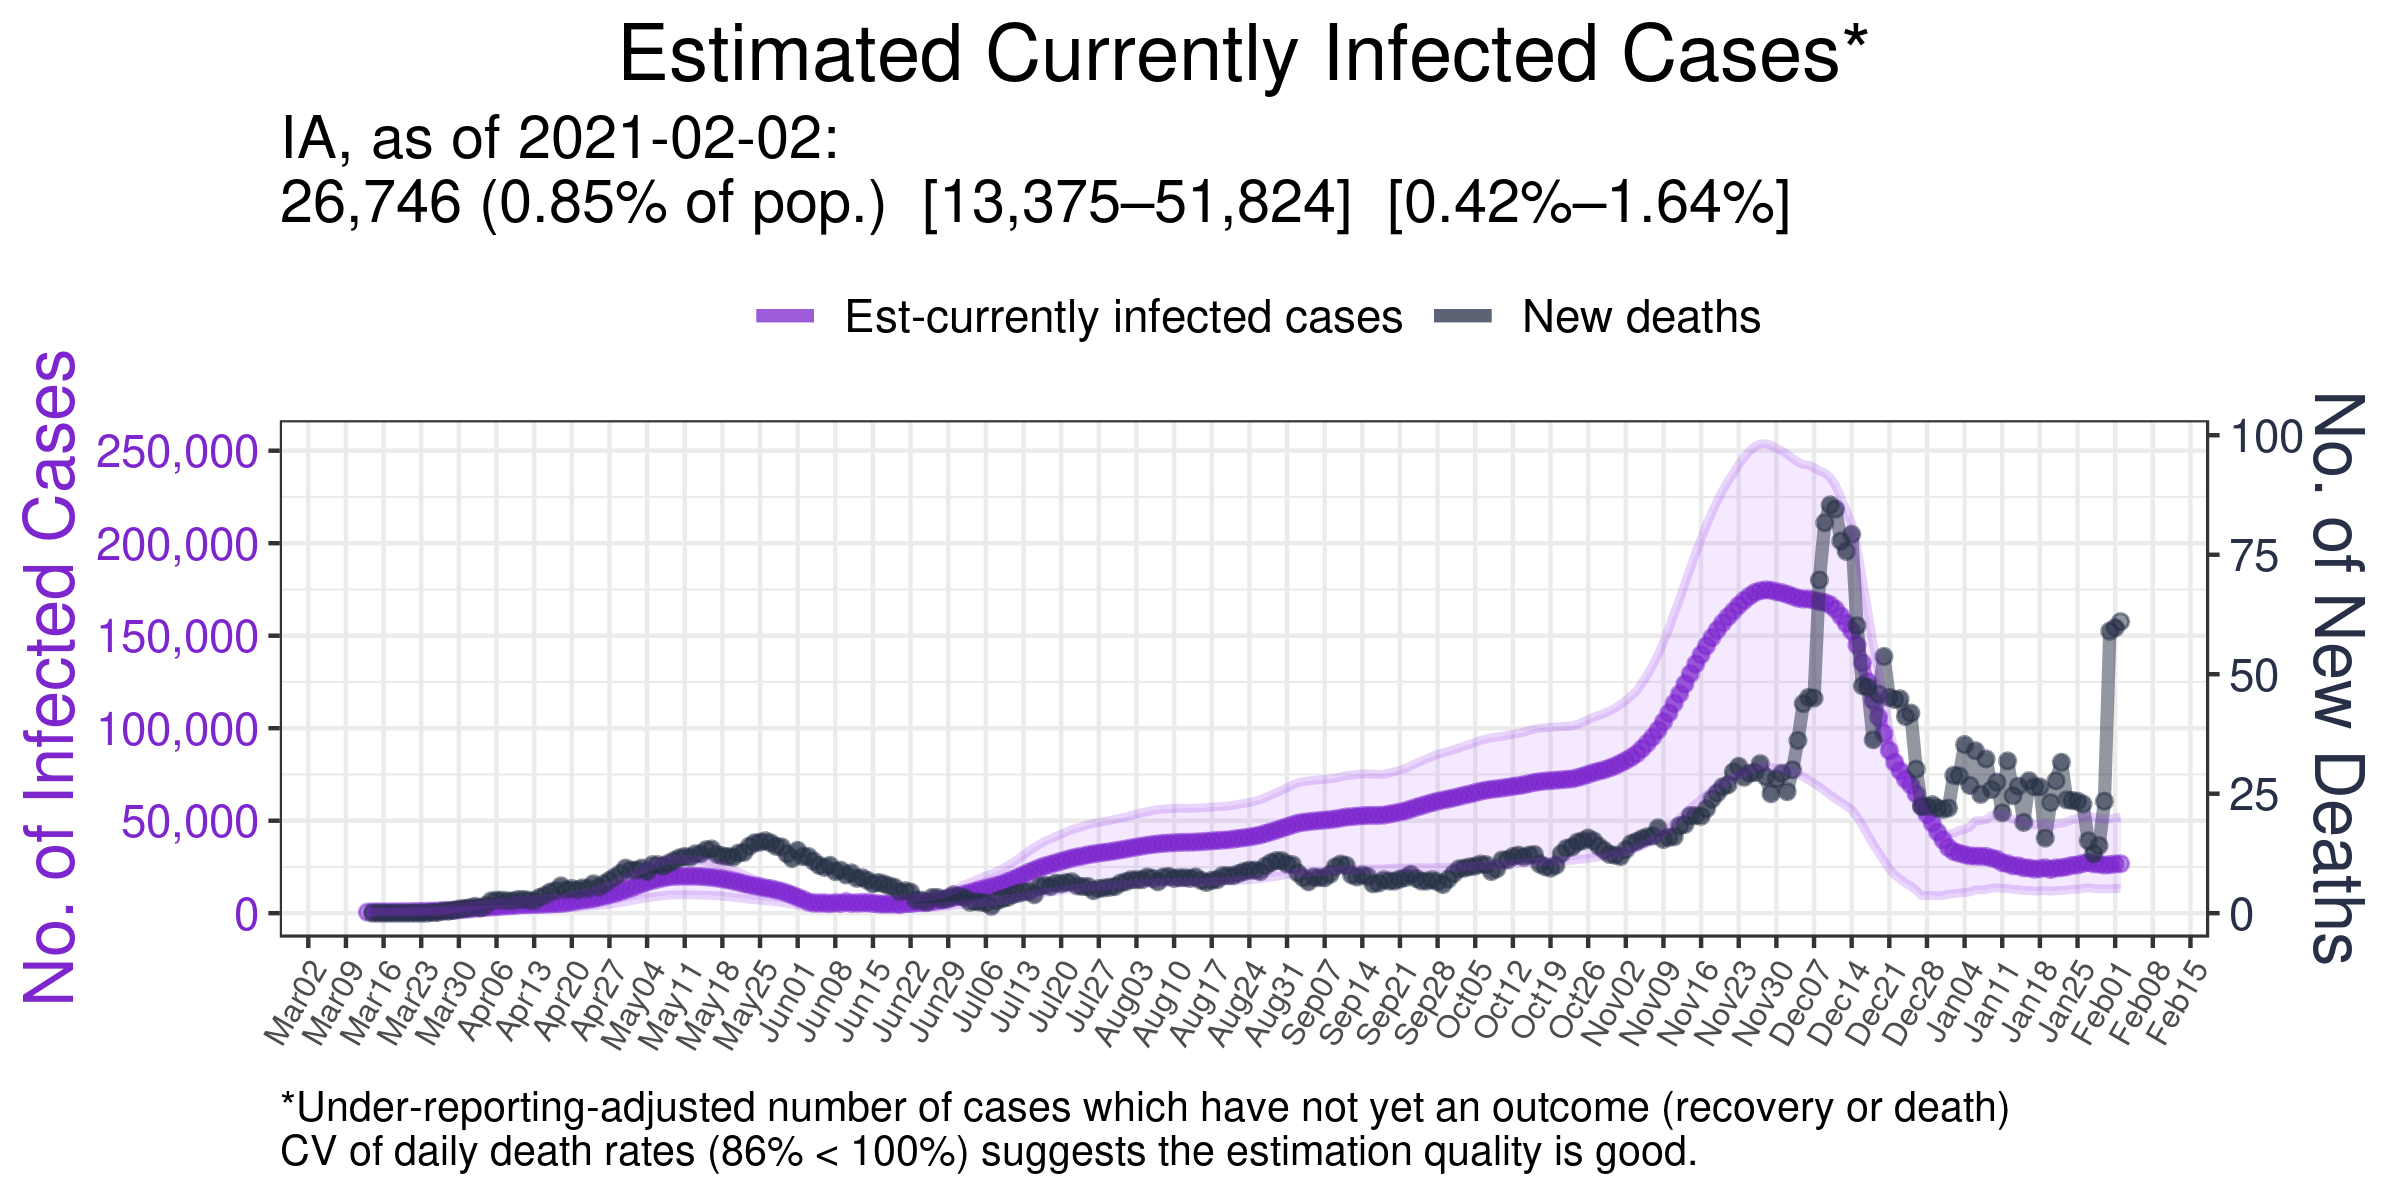 Estimated Currently Infected Cases*
IA, as of 2021-02-02:
26,746 (0.85% of pop.) [13,375–51,824] [0.42%–1.64%]
Est-currently infected cases New deaths
No. of Infected Cases
250,000
200,000
150,000
100,000
50,000
0
100
75
50
25
0
No. of New Deaths
Mar02 Mar09 Mar16 Mar23 Mar30 Apr06 Apr13 Apr20 Apr27 May04 May11 May18 May25 Jun01 Jun08 Jun15 Jun22 Jun29 Jul06 Jul13 Jul20 Jul27 Aug03 Aug10 Aug17 Aug24 Aug31 Sep07 Sep14 Sep21 Sep28 Oct05 Oct12 Oct19 Oct26 Nov02 Nov09 Nov16 Nov23 Nov30 Dec07 Dec14 Dec21 Dec28 Jan04 Jan11 Jan18 Jan25 Feb01 Feb08 Feb15
*Under-reporting-adjusted number of cases which have not yet an outcome (recovery or death)
CV of daily death rates (86% < 100%) suggests the estimation quality is good.